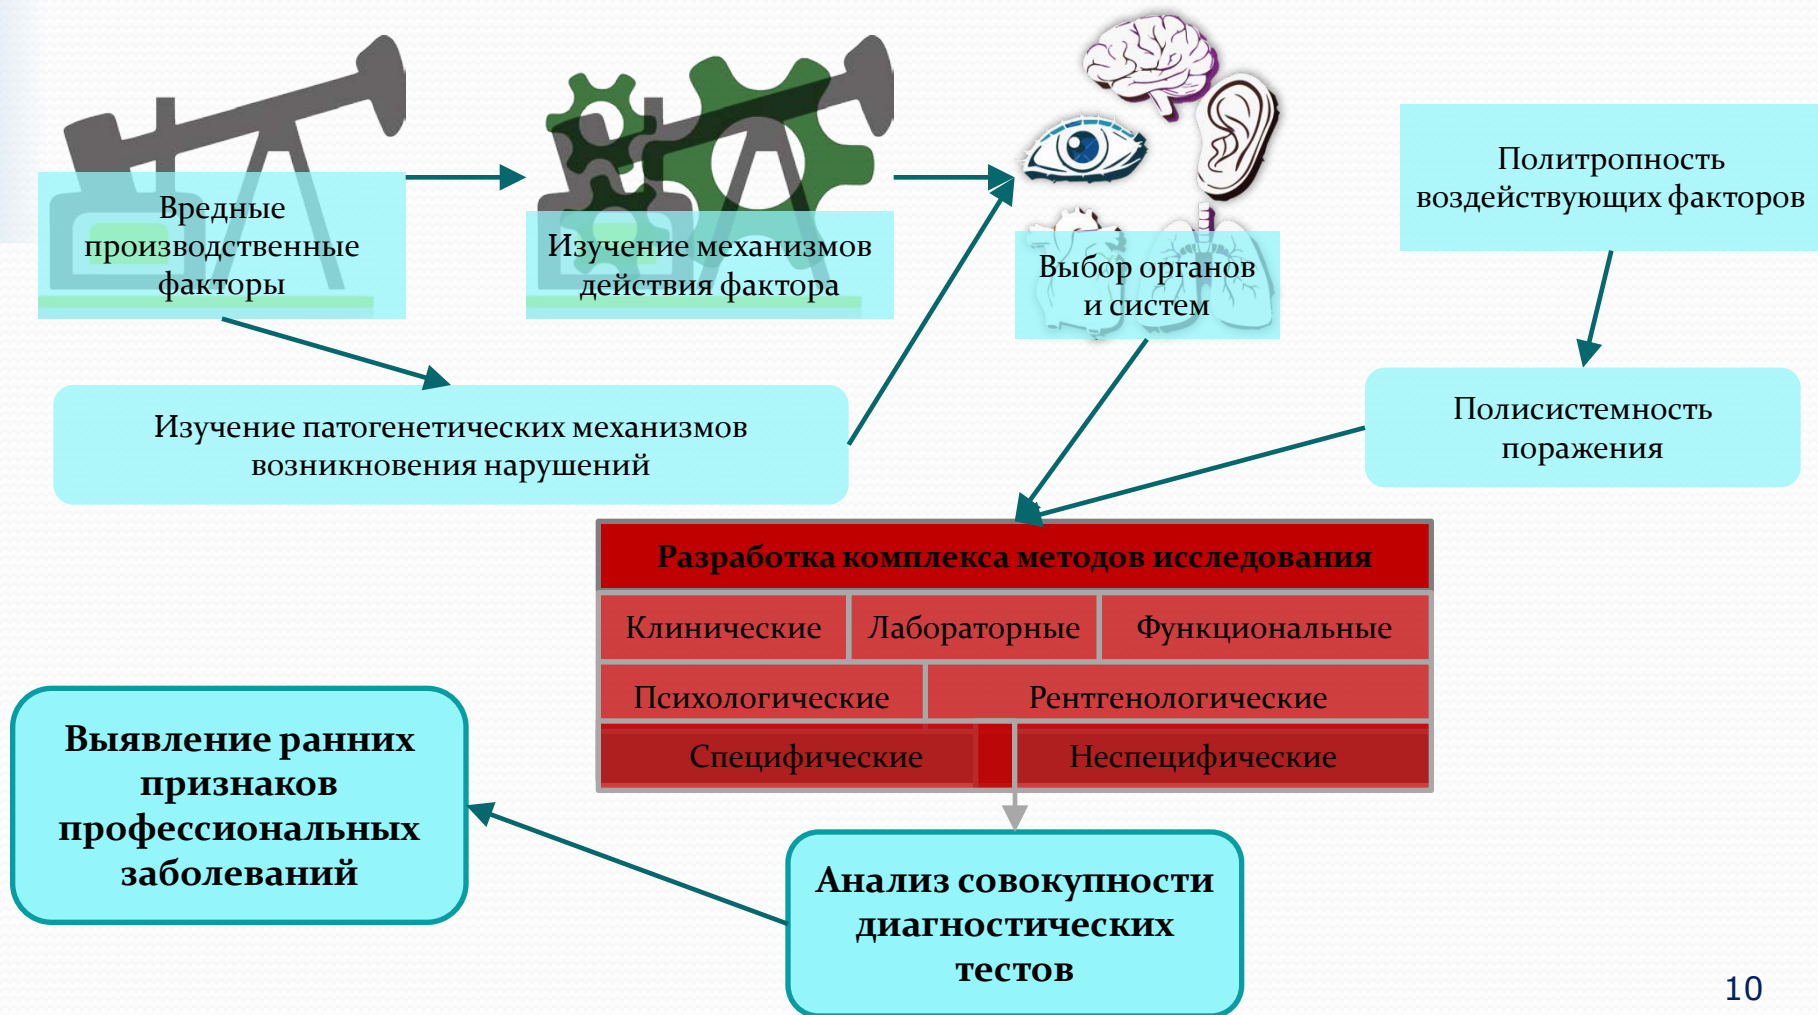 Вредные
производственные
факторы
Изучение механизмов
действия фактора
Выбор органов
и систем
Политропность
воздействующих факторов
Изучение патогенетических механизмов
возникновения нарушений
Полисистемность
поражения
Разработка комплекса методов исследования
Клинические
Лабораторные
Функциональные
Психологические
Рентгенологические
Специфические
Неспецифические
Выявление ранних
признаков
профессиональных
заболеваний
Анализ совокупности
диагностических
тестов
10